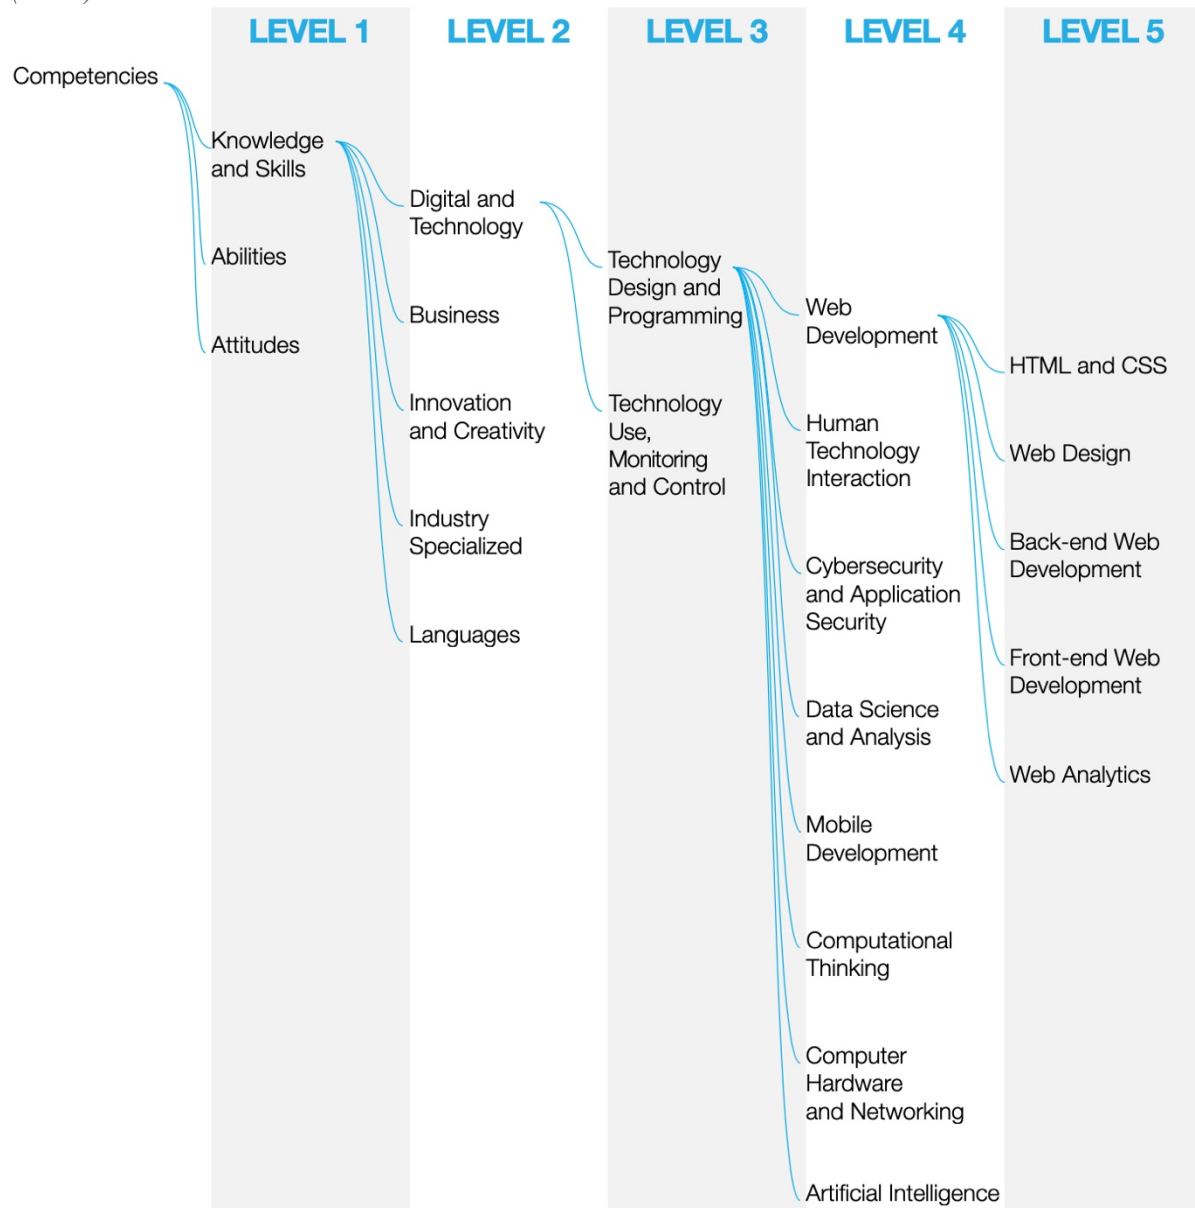 LEVEL 1
LEVEL 2
LEVEL 3
LEVEL 4
LEVEL 5
Competencies
Knowledge
and Skills
Abilities
Attitudes
Digital and
Technology
Business
Innovation
and Creativity
Industry
Specialized
Languages
Technology
Design and
Programming
Technology
Use,
Monitoring
and Control
Web
Development
Human
Technology
Interaction
Cybersecurity
and Application
Security
Data Science
and Analysis
Mobile
Development
Computational
Thinking
Computer
Hardware
and Networking
Artificial Intelligence
HTML and CSS
Web Design
Back-end Web
Development
Front-end Web
Development
Web Analytics